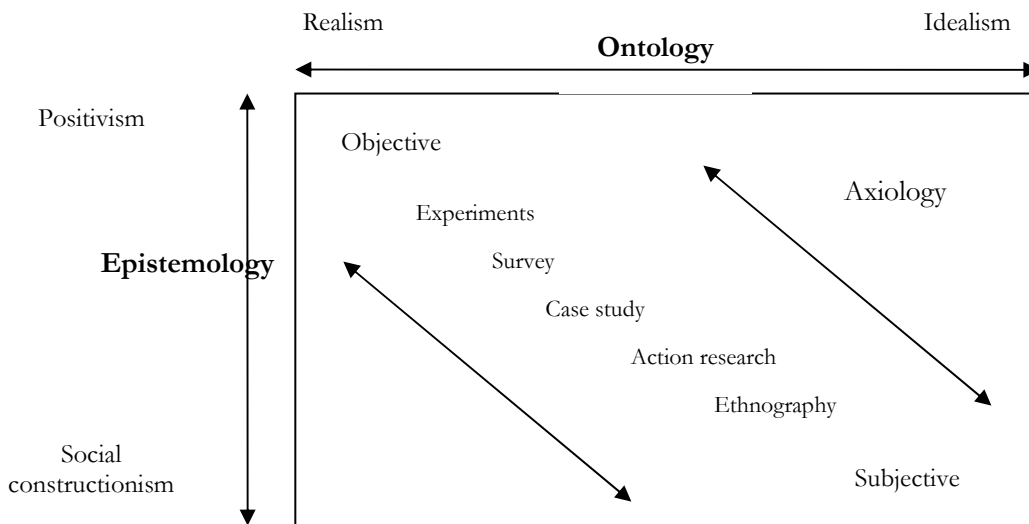 Realism
Idealism
Ontology
Positivism
Objective
Axiology
Experiments
Epistemology
Survey
Case study
Action research
Ethnography
Social
constructionism
Subjective